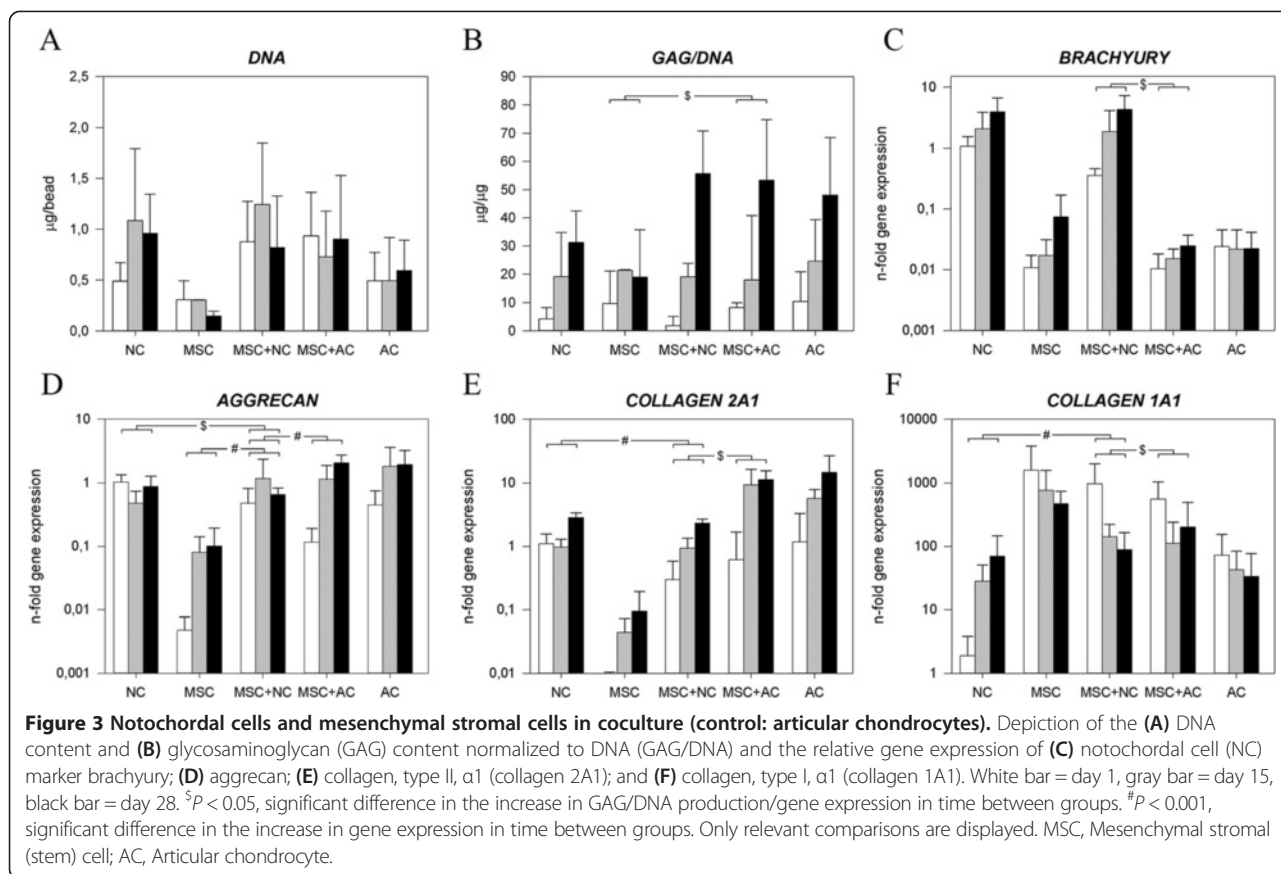 A
DNA
2,5
2,0
1,5
1,0
0,5
0,0
µg/bead
NC MSC MSC+NC MSC+AC AC
B
GAG/DNA
90
80
70
60
50
40
30
20
10
0
µg/µg
$
NC MSC MSC+NC MSC+AC AC
C
BRACHYURY
10
1
0,1
0,01
0,001
n-fold gene expression
$
NC MSC MSC+NC MSC+AC AC
D
AGGRECAN
10
1
0,1
0,01
0,001
n-fold gene expression
$
#
#
NC MSC MSC+NC MSC+AC AC
E
COLLAGEN 2A1
100
10
1
0,1
0,01
n-fold gene expression
#
$
NC MSC MSC+NC MSC+AC AC
F
COLLAGEN 1A1
10000
1000
100
10
1
n-fold gene expression
#
$
NC MSC MSC+NC MSC+AC AC
Figure 3 Notochordal cells and mesenchymal stromal cells in coculture (control: articular chondrocytes). Depiction of the (A) DNA
content and (B) glycosaminoglycan (GAG) content normalized to DNA (GAG/DNA) and the relative gene expression of (C) notochordal cell (NC)
marker brachyury; (D) aggrecan; (E) collagen, type II, α1 (collagen 2A1); and (F) collagen, type I, α1 (collagen 1A1). White bar = day 1, gray bar = day 15,
black bar = day 28. $P < 0.05, significant difference in the increase in GAG/DNA production/gene expression in time between groups. #P < 0.001,
significant difference in the increase in gene expression in time between groups. Only relevant comparisons are displayed. MSC, Mesenchymal stromal
(stem) cell; AC, Articular chondrocyte.